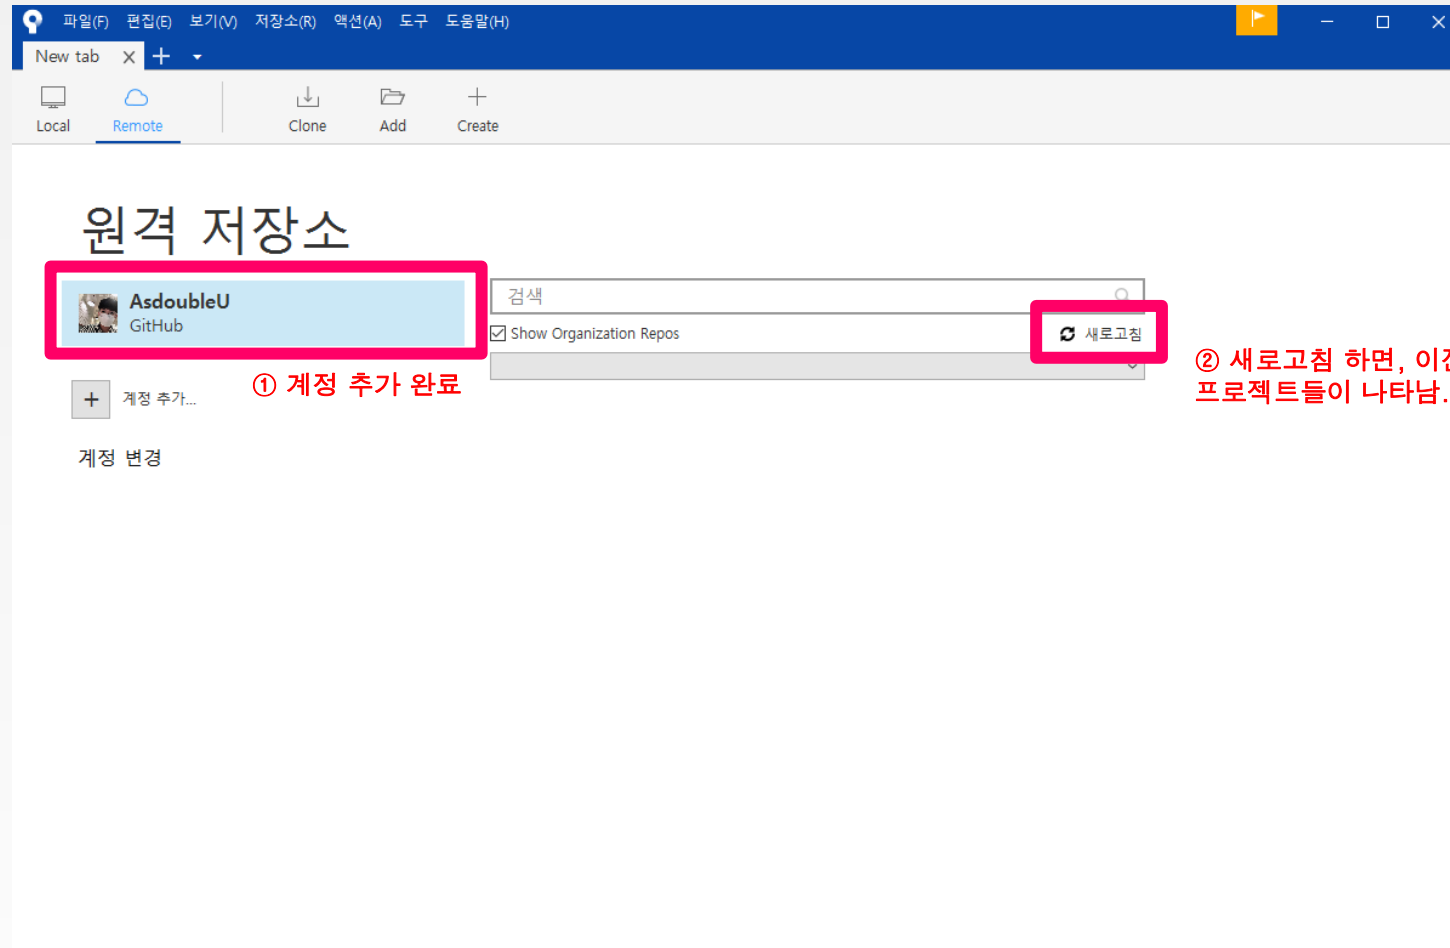 파일(F) 편집(E) 보기(V) 저장소(R) 액션(A) 도구 도움말(H)
New tab
Local Remote Clone Add Create
원격 저장소
AsdoubleU
GitHub
검색
Show Organization Repos
새로고침
① 계정 추가 완료
② 새로고침 하면,
프로젝트들이 나타남.
계정 추가...
계정 변경